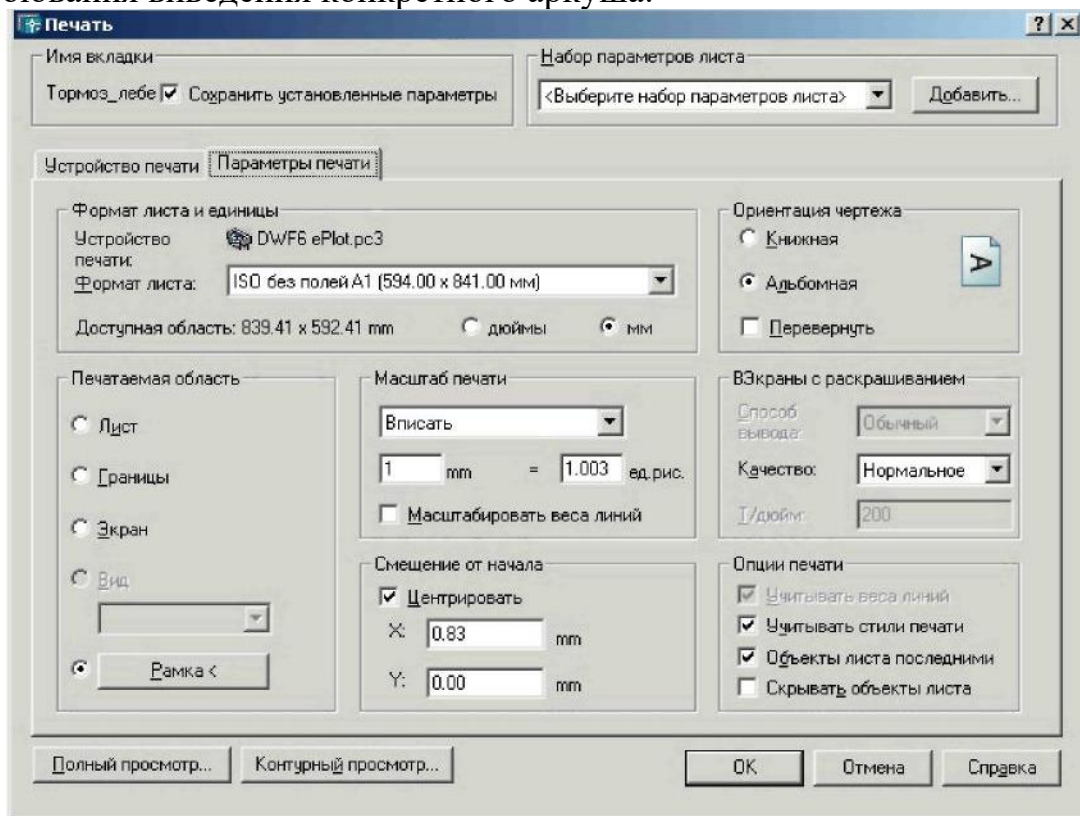 виведення конкретного аркуша.
Печать
Имя вкладки
Набор параметров листа
Тормоз_лебе Сохранить установленные параметры
<Выберите набор параметров листа>
Добавить...
Устройство печати
Параметры печати
Формат листа и единицы
Устройство печати:
DWF6 ePlot.pc3
Формат листа:
ISO без полей A1 (594.00 x 841.00 мм)
Доступная область: 839.41 x 592.41 mm
дюймы
мм
Ориентация чертежа
Книжная
Альбомная
Перевернуть
A
Печатаемая область
Лист
Границы
Экран
Вид
Рамка <
Масштаб печати
Вписать
1 mm = 1.003 ед.рис.
Масштабировать веса линий
Смещение от начала
Центрировать
X: 0.83 mm
Y: 0.00 mm
ВЭкраны с раскрашиванием
Способ вывода:
Обычный
Качество:
Нормальное
Т/дюйм:
200
Опции печати
Учитывать веса линий
Учитывать стили печати
Объекты листа последними
Скрывать объекты листа
Полный просмотр...
Контурный просмотр...
OK
Отмена
Справка